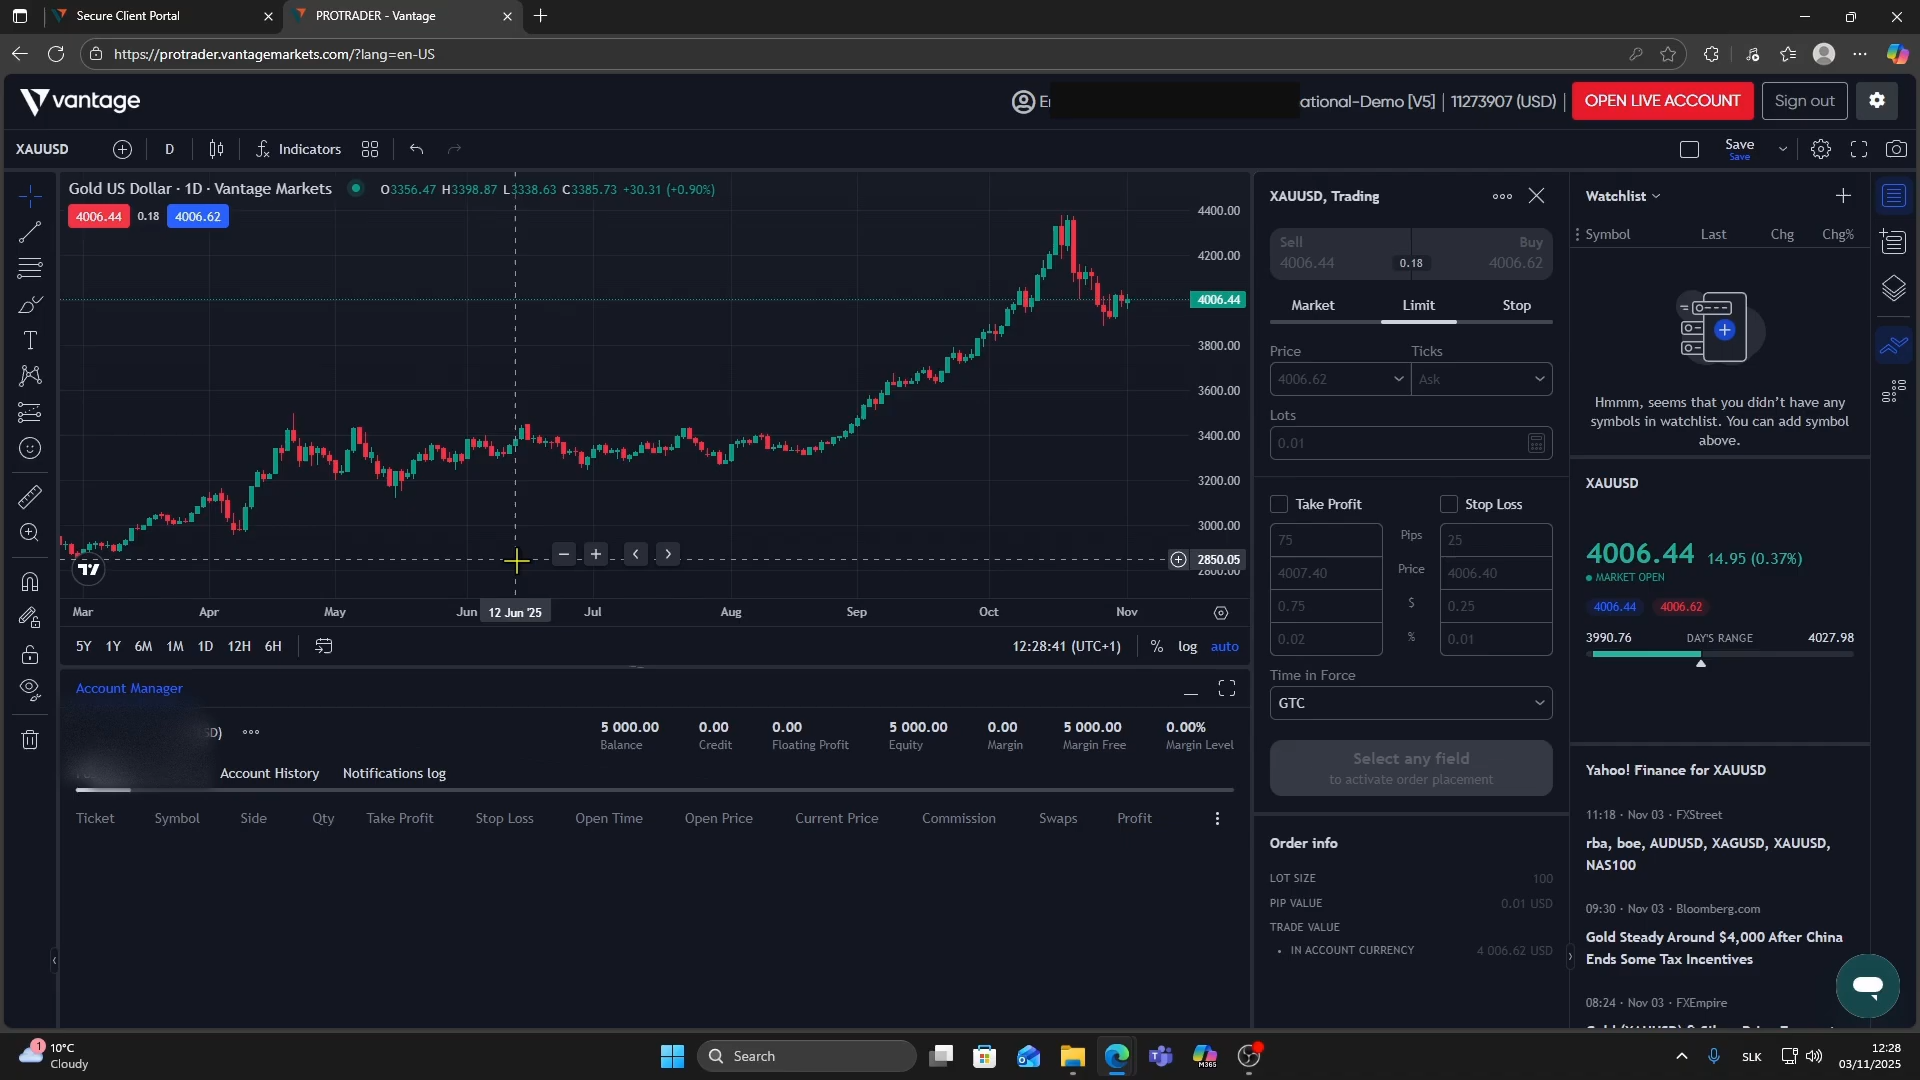 Secure Client Portal
PROTRADER - Vantage
https://protrader.vantagemarkets.com/?lang=en-US
vantage
ational-Demo [V5] | 11273907 (USD)
OPEN LIVE ACCOUNT
Sign out
XAUUSD
D
Indicators
Save
Save
Gold US Dollar · 1D · Vantage Markets
O3356.47 H3398.87 L3338.63 C3385.73 +30.31 (+0.90%)
4006.44
0.18
4006.62
4400.00
4200.00
4006.44
3800.00
3600.00
3400.00
3200.00
3000.00
2850.05
2800.00
Mar
Apr
May
Jun
12 Jun '25
Jul
Aug
Sep
Oct
Nov
5Y 1Y 6M 1M 1D 12H 6H
12:28:41 (UTC+1)
%
log
auto
Account Manager
5 000.00
0.00
0.00
5 000.00
0.00
5 000.00
0.00%
Balance
Credit
Floating Profit
Equity
Margin
Margin Free
Margin Level
Account History
Notifications log
Ticket
Symbol
Side
Qty
Take Profit
Stop Loss
Open Time
Open Price
Current Price
Commission
Swaps
Profit
XAUUSD, Trading
Sell
Buy
4006.44
0.18
4006.62
Market
Limit
Stop
Price
Ticks
4006.62
Ask
Lots
0.01
Take Profit
Stop Loss
75
Pips
25
4007.40
Price
4006.40
0.75
$
0.25
0.02
%
0.01
Time in Force
GTC
Select any field
to activate order placement
Order info
LOT SIZE
100
PIP VALUE
0.01 USD
TRADE VALUE
• IN ACCOUNT CURRENCY
4 006.62 USD
Watchlist
Symbol
Last
Chg
Chg%
Hmmm, seems that you didn't have any
symbols in watchlist. You can add symbol
above.
XAUUSD
4006.44
14.95 (0.37%)
MARKET OPEN
4006.44
4006.62
3990.76
DAY'S RANGE
4027.98
Yahoo! Finance for XAUUSD
11:18 · Nov 03 · FXStreet
rba, boe, AUDUSD, XAGUSD, XAUUSD,
NAS100
09:30 · Nov 03 · Bloomberg.com
Gold Steady Around $4,000 After China
Ends Some Tax Incentives
08:24 · Nov 03 · FXEmpire
1
10°C
Cloudy
Search
M365
SLK
12:28
03/11/2025